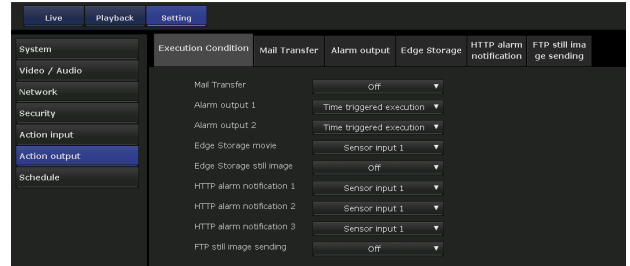 Live Playback Setting
System
Video / Audio
Network
Security
Action input
Action output
Schedule
Execution Condition Mail Transfer Alarm output Edge Storage HTTP alarm notification FTP still ima ge sending
Mail Transfer Off
Alarm output 1 Time triggered execution
Alarm output 2 Time triggered execution
Edge Storage movie Sensor input 1
Edge Storage still image Off
HTTP alarm notification 1 Sensor input 1
HTTP alarm notification 2 Sensor input 1
HTTP alarm notification 3 Sensor input 1
FTP still image sending Off